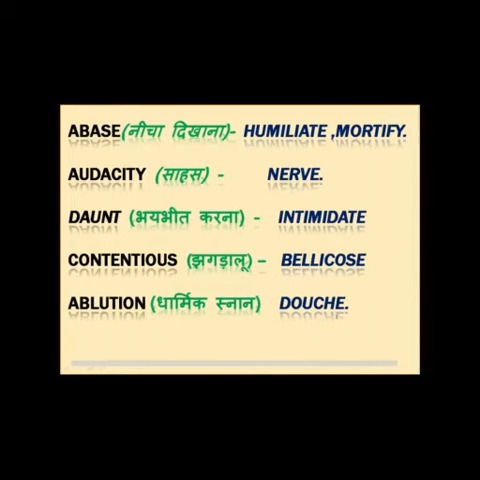 ABASE(नीचा दिखाना)- HUMILIATE ,MORTIFY.
AUDACITY (साहस) - NERVE.
DAUNT (भयभीत करना) - INTIMIDATE
CONTENTIOUS (झगड़ालू) – BELLICOSE
ABLUTION (धार्मिक स्नान) DOUCHE.